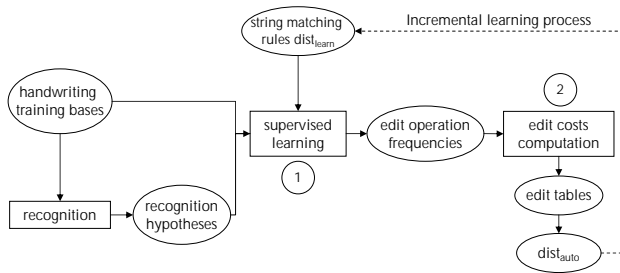 string matching
rules dist_learn
Incremental learning process
handwriting
training bases
2
supervised
learning
edit operation
frequencies
edit costs
computation
1
recognition
recognition
hypotheses
edit tables
dist_auto